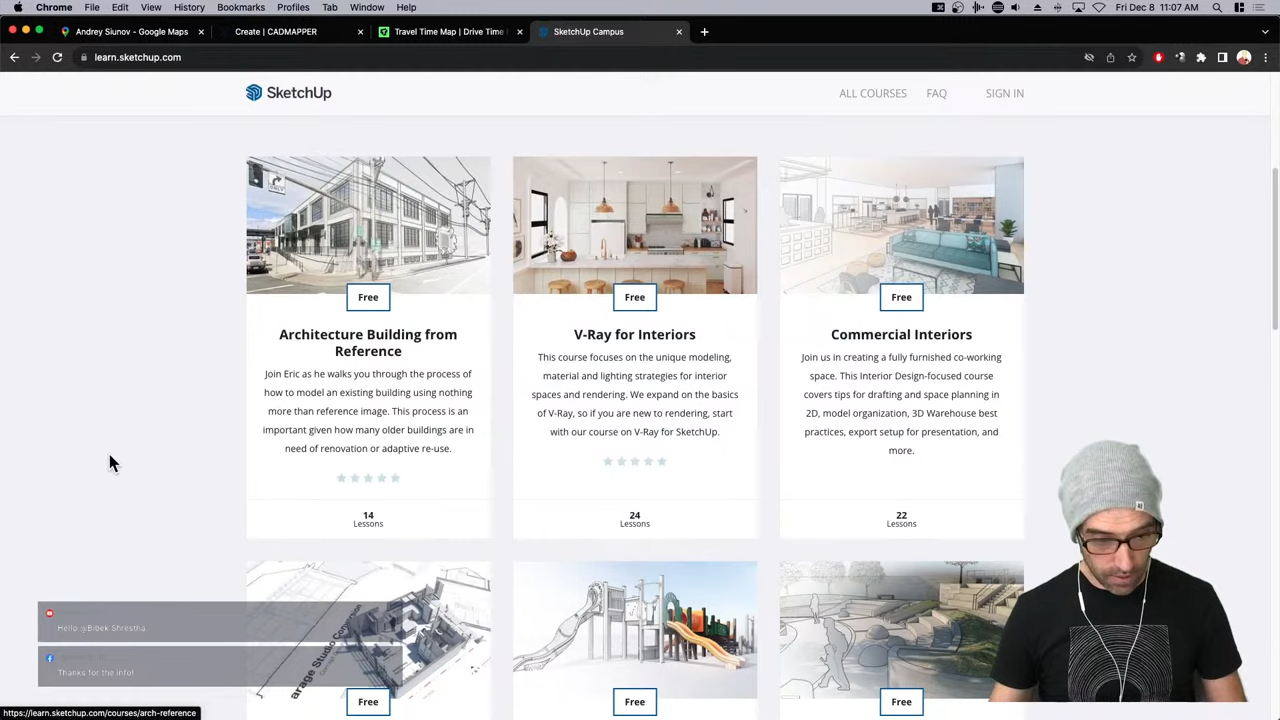 Chrome File Edit View History Bookmarks Profiles Tab Window Help
Fri Dec 8 11:07 AM
Andrey Siunov - Google Maps
Create | CADMAPPER
Travel Time Map | Drive Time
SketchUp Campus
learn.sketchup.com
SketchUp
ALL COURSES FAQ SIGN IN
Free
Architecture Building from
Reference
Join Eric as he walks you through the process of
how to model an existing building using nothing
more than reference image. This process is an
important given how many older buildings are in
need of renovation or adaptive re-use.
14
Lessons
Free
V-Ray for Interiors
This course focuses on the unique modeling,
material and lighting strategies for interior
spaces and rendering. We expand on the basics
of V-Ray, so if you are new to rendering, start
with our course on V-Ray for SketchUp.
24
Lessons
Free
Commercial Interiors
Join us in creating a fully furnished co-working
space. This Interior Design-focused course
covers tips for drafting and space planning in
2D, model organization, 3D Warehouse best
practices, export setup for presentation, and
more.
22
Lessons
Hello @Bibek Shrestha
Thanks for the info!
Free
Free
Free
https://learn.sketchup.com/courses/arch-reference